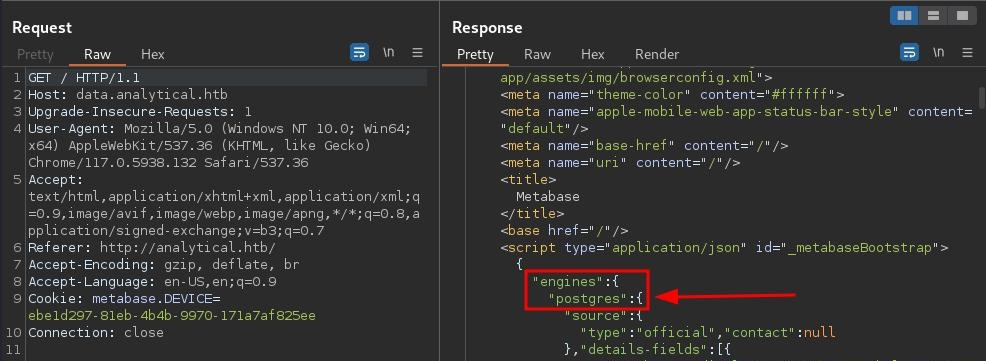 Request
Pretty Raw Hex
\n
1 GET / HTTP/1.1
2 Host: data.analytical.htb
3 Upgrade-Insecure-Requests: 1
4 User-Agent: Mozilla/5.0 (Windows NT 10.0; Win64;
x64) AppleWebKit/537.36 (KHTML, like Gecko)
Chrome/117.0.5938.132 Safari/537.36
5 Accept:
text/html,application/xhtml+xml,application/xml;q
=0.9,image/avif,image/webp,image/apng,*/*;q=0.8,a
pplication/signed-exchange;v=b3;q=0.7
6 Referer: http://analytical.htb/
7 Accept-Encoding: gzip, deflate, br
8 Accept-Language: en-US,en;q=0.9
9 Cookie: metabase.DEVICE=
ebe1d297-81eb-4b4b-9970-171a7af825ee
10 Connection: close
11
Response
Pretty Raw Hex Render
\n
app/assets/img/browserconfig.xml">
<meta name="theme-color" content="#ffffff">
<meta name="apple-mobile-web-app-status-bar-style" content=
"default"/>
<meta name="base-href" content="/"/>
<meta name="uri" content="/"/>
<title>
Metabase
</title>
<base href="/"/>
<script type="application/json" id="_metabaseBootstrap">
{
"engines":{
"postgres":{
"source":{
"type":"official","contact":null
},"details-fields":[{